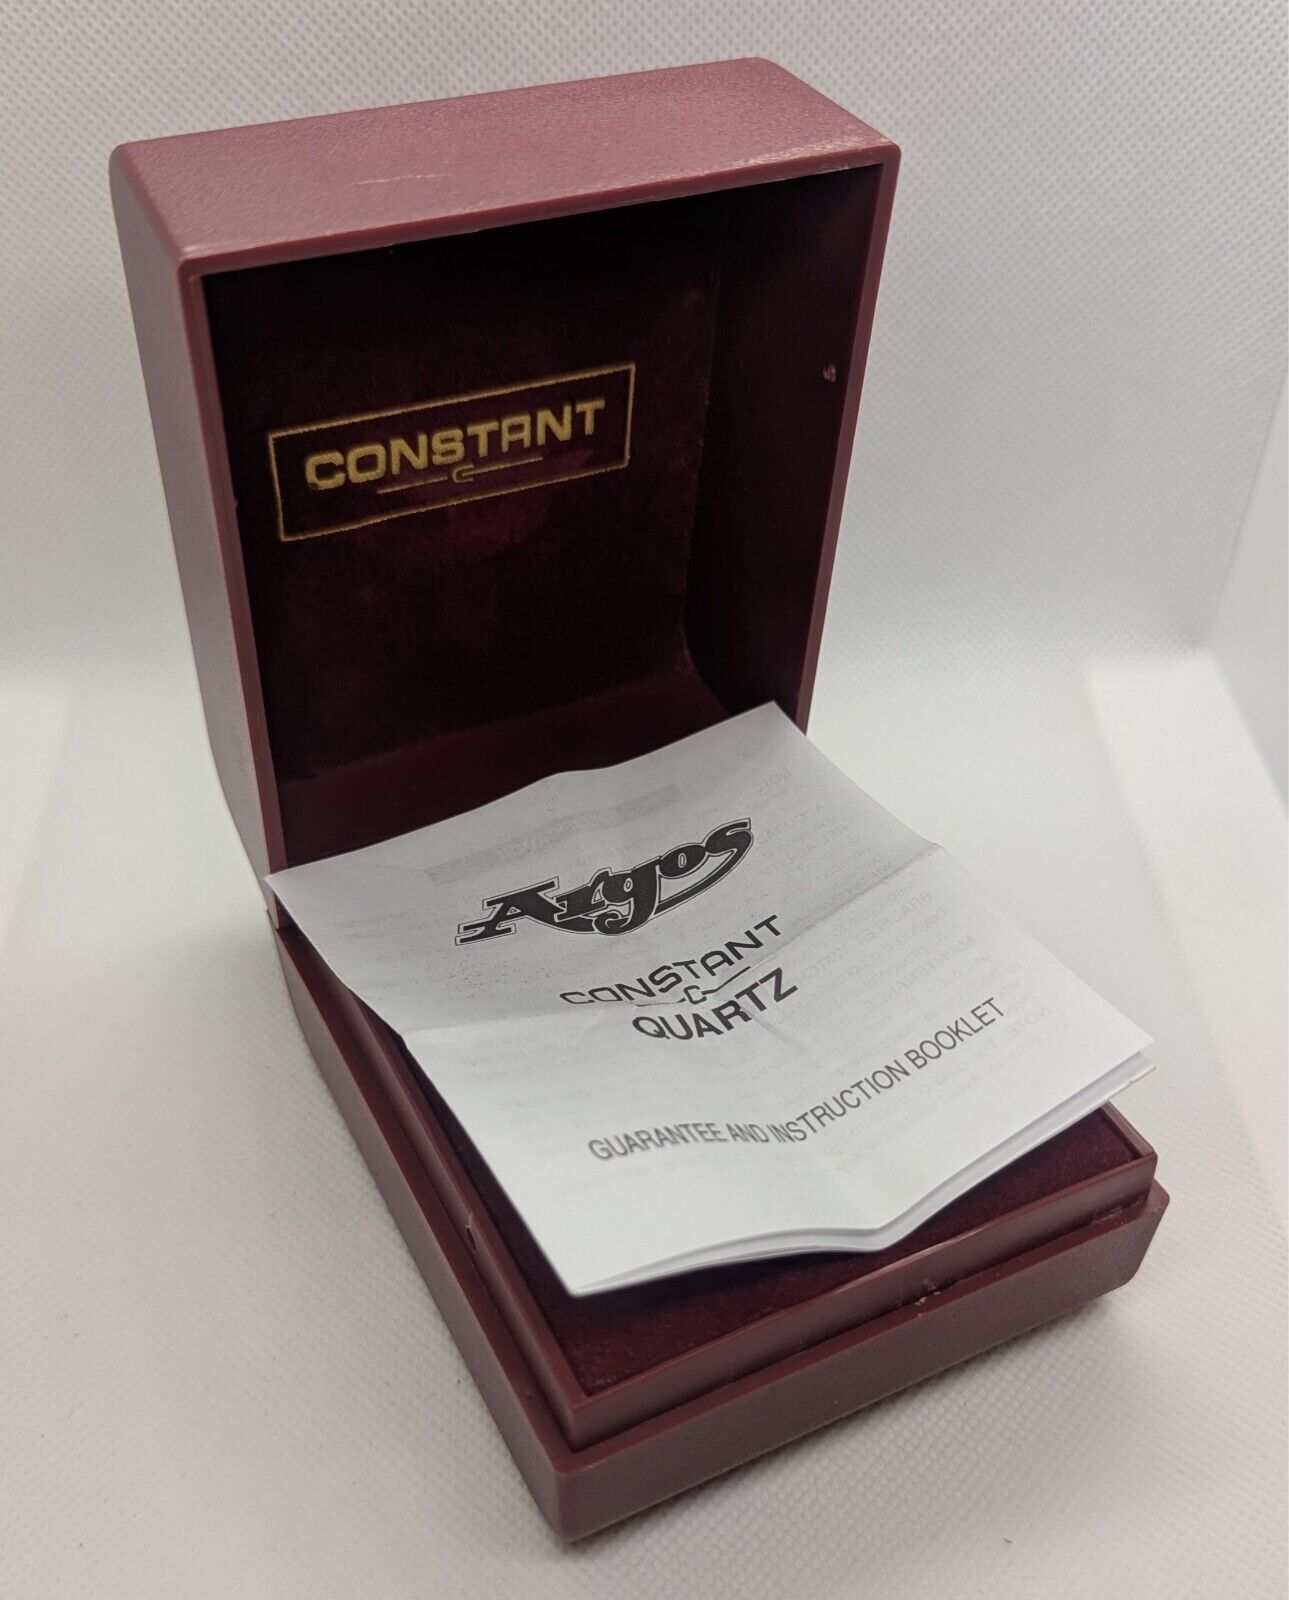 CONSTANT
Argos
CONSTANT
C
QUARTZ
GUARANTEE AND INSTRUCTION BOOKLET